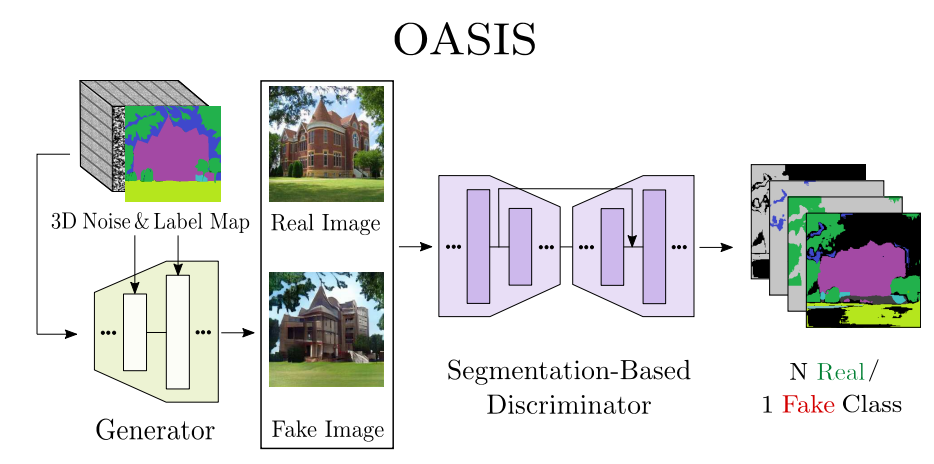 OASIS
3D Noise & Label Map
Generator
Real Image
Fake Image
Segmentation-Based
Discriminator
N Real/
1 Fake Class